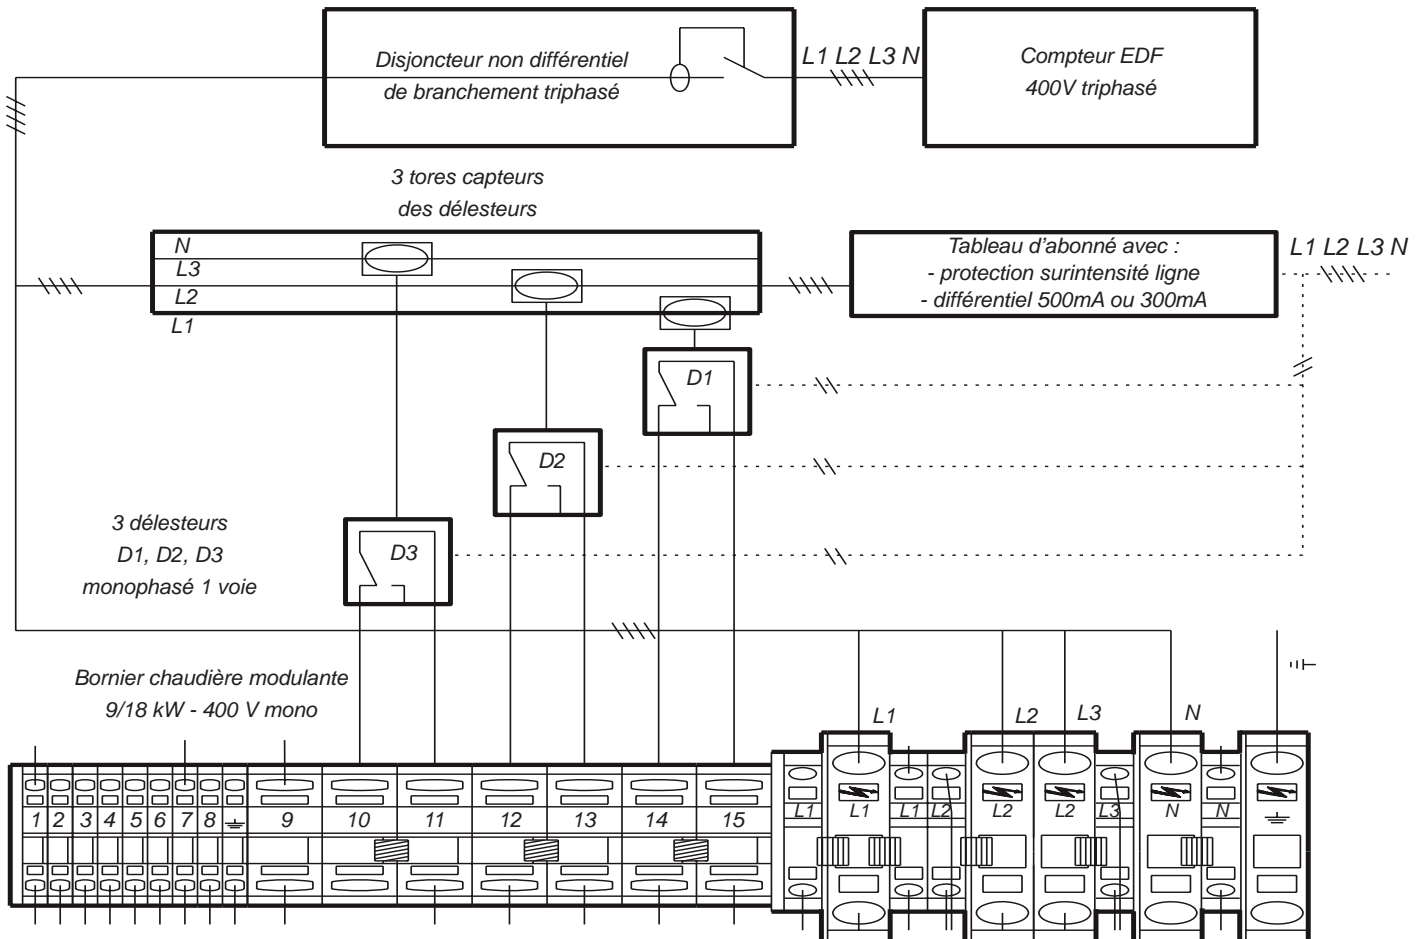 Disjoncteur non différentiel
de branchement triphasé
L1 L2 L3 N
Compteur EDF
400V triphasé
3 tores capteurs
des délesteurs
N
L3
L2
L1
Tableau d'abonné avec :
- protection surintensité ligne
- différentiel 500mA ou 300mA
L1 L2 L3 N
D1
D2
D3
3 délesteurs
D1, D2, D3
monophasé 1 voie
Bornier chaudière modulante
9/18 kW - 400 V mono
L1 L2 L3 N
1 2 3 4 5 6 7 8 9 10 11 12 13 14 15
L1 L1 L1 L2 L2 L2 L3 N N